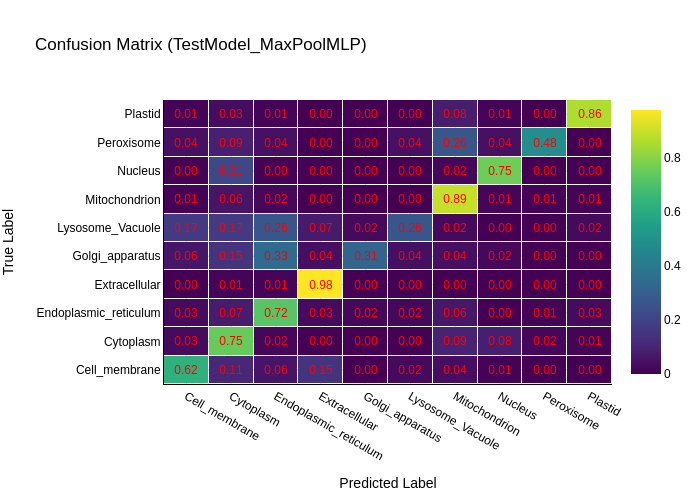 Confusion Matrix (TestModel_MaxPoolMLP)
True Label
Plastid 0.01 0.03 0.01 0.00 0.00 0.00 0.08 0.01 0.00 0.86
Peroxisome 0.04 0.09 0.04 0.00 0.00 0.04 0.04 0.48 0.00
Nucleus 0.00 0.21 0.00 0.00 0.00 0.00 0.02 0.75 0.00 0.00
Mitochondrion 0.01 0.06 0.02 0.00 0.00 0.00 0.89 0.01 0.01 0.01
Lysosome_Vacuole 0.17 0.17 0.07 0.02 0.02 0.00 0.00 0.02
Golgi_apparatus 0.06 0.15 0.33 0.04 0.31 0.04 0.04 0.02 0.00 0.00
Extracellular 0.00 0.01 0.01 0.98 0.00 0.00 0.00 0.00 0.00 0.00
Endoplasmic_reticulum 0.03 0.07 0.72 0.03 0.02 0.02 0.06 0.00 0.01 0.03
Cytoplasm 0.03 0.75 0.02 0.00 0.00 0.00 0.09 0.08 0.02 0.01
Cell_membrane 0.62 0.11 0.06 0.15 0.00 0.02 0.04 0.01 0.00 0.00
Cell_membrane Cytoplasm Endoplasmic_reticulum Extracellular Golgi_apparatus Lysosome_Vacuole Mitochondrion Nucleus Peroxisome Plastid
Predicted Label
0.8
0.6
0.4
0.2
0